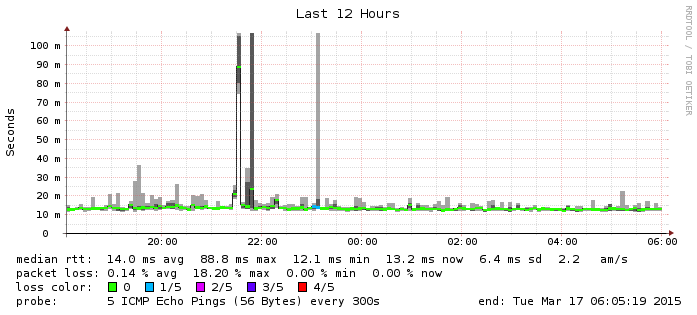 Last 12 Hours
RRDTOOL / TOBI OETIKER
Seconds
100 m
90 m
80 m
70 m
60 m
50 m
40 m
30 m
20 m
10 m
0
20:00 22:00 00:00 02:00 04:00 06:00
median rtt: 14.0 ms avg 88.8 ms max 12.1 ms min 13.2 ms now 6.4 ms sd 2.2 am/s
packet loss: 0.14 % avg 18.20 % max 0.00 % min 0.00 % now
loss color: 0 1/5 2/5 3/5 4/5
probe: 5 ICMP Echo Pings (56 Bytes) every 300s end: Tue Mar 17 06:05:19 2015